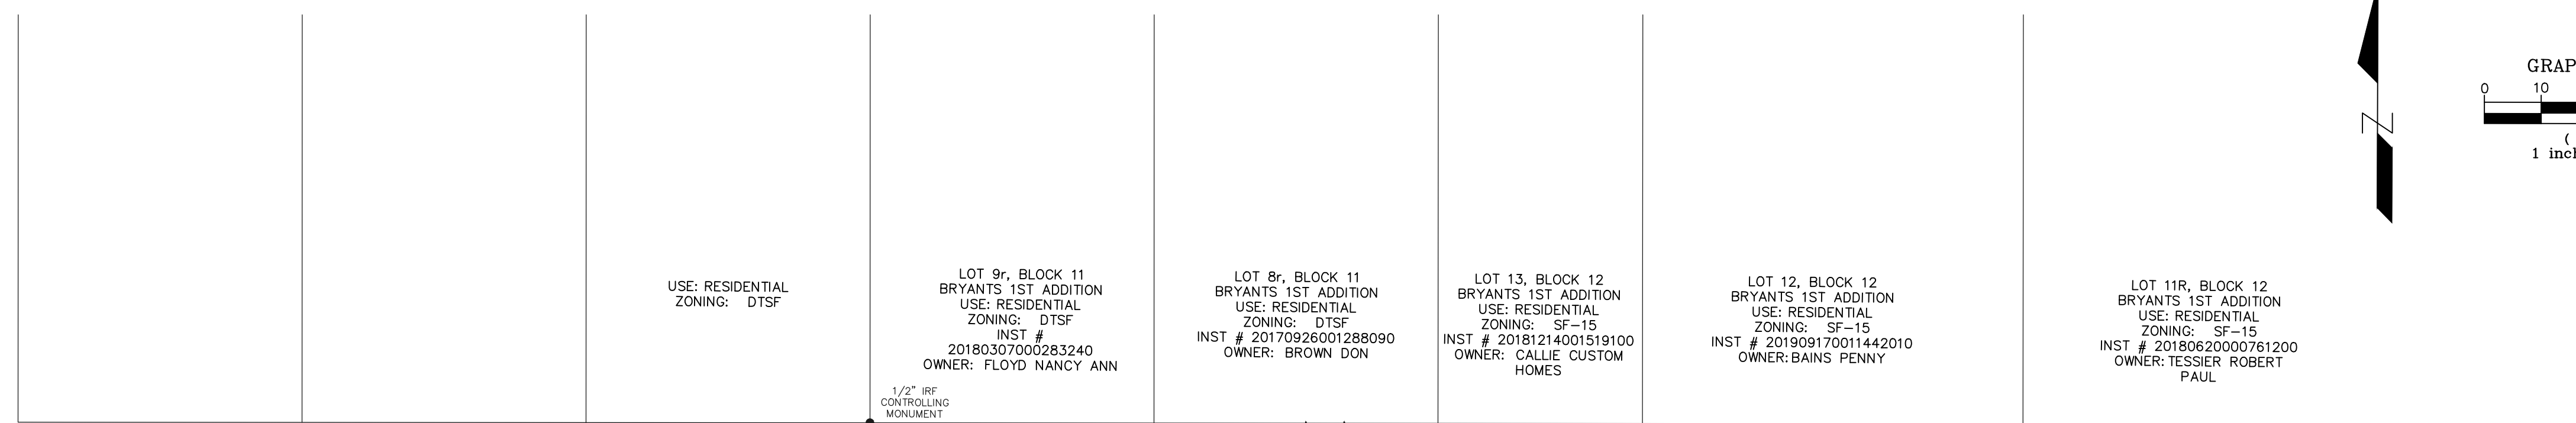 USE: RESIDENTIAL
ZONING: DTSF
LOT 9r, BLOCK 11
BRYANTS 1ST ADDITION
USE: RESIDENTIAL
ZONING: DTSF
INST #
20180307000283240
OWNER: FLOYD NANCY ANN
1/2" IRF
CONTROLLING
MONUMENT
LOT 8r, BLOCK 11
BRYANTS 1ST ADDITION
USE: RESIDENTIAL
ZONING: DTSF
INST # 20170926001288090
OWNER: BROWN DON
LOT 13, BLOCK 12
BRYANTS 1ST ADDITION
USE: RESIDENTIAL
ZONING: SF-15
INST # 20181214001519100
OWNER: CALLIE CUSTOM
HOMES
LOT 12, BLOCK 12
BRYANTS 1ST ADDITION
USE: RESIDENTIAL
ZONING: SF-15
INST # 201909170011442010
OWNER: BAINS PENNY
LOT 11R, BLOCK 12
BRYANTS 1ST ADDITION
USE: RESIDENTIAL
ZONING: SF-15
INST # 20180620000761200
OWNER: TESSIER ROBERT
PAUL
N
GRAP
0 10
(
1 incl